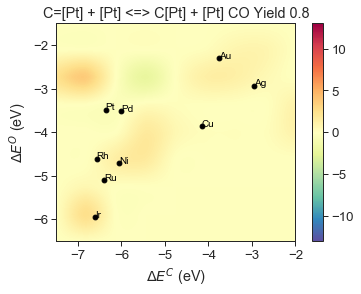 C=[Pt] + [Pt] <=> C[Pt] + [Pt] CO Yield 0.8
−2
−3
−4
−5
−6
ΔE^O (eV)
Au
Ag
Pt
Pd
Cu
Rh
Ni
Ru
Ir
−7
−6
−5
−4
−3
−2
ΔE^C (eV)
10
5
0
−5
−10